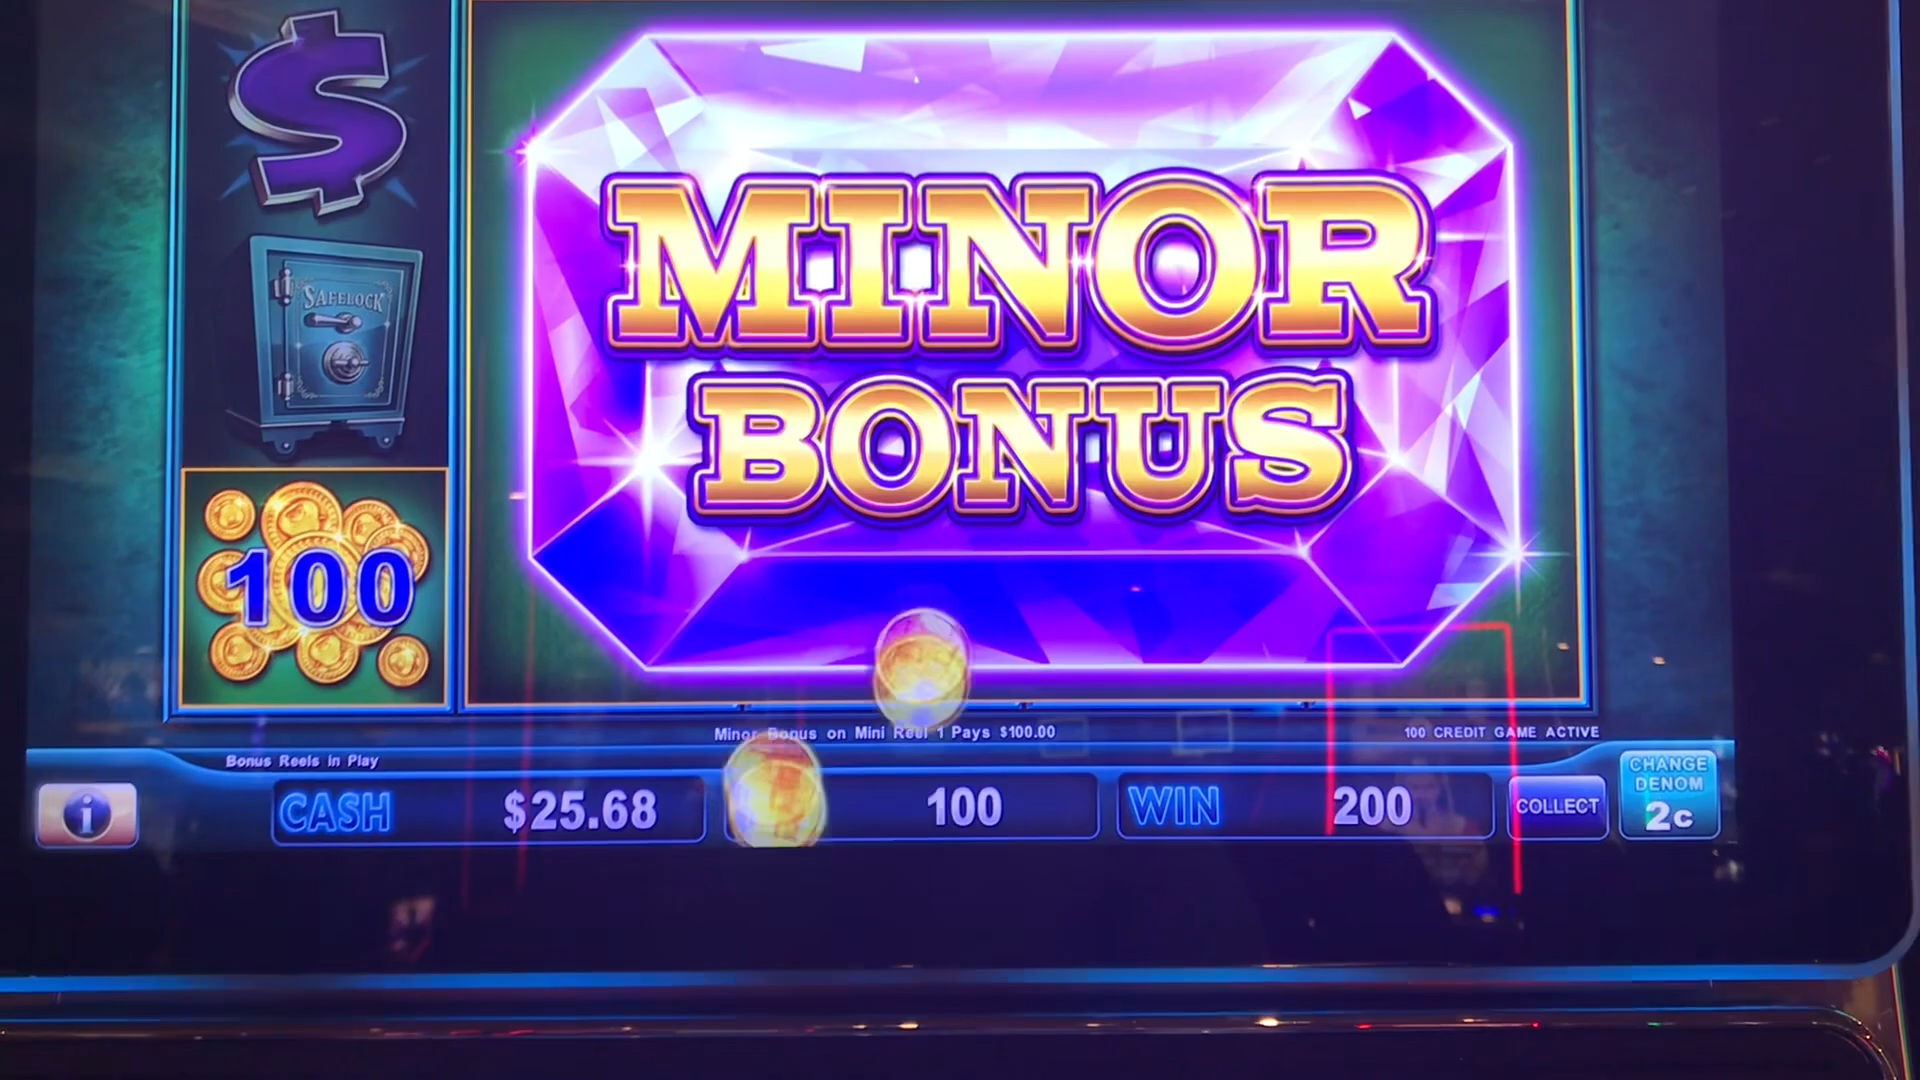 $
SAFELOCK
100
MINOR
BONUS
Minor Bonus on Mini Reel 1 Pays $100.00
100 CREDIT GAME ACTIVE
Bonus Reels in Play
i
CASH $25.68
100
WIN 200
COLLECT
CHANGE
DENOM
2c